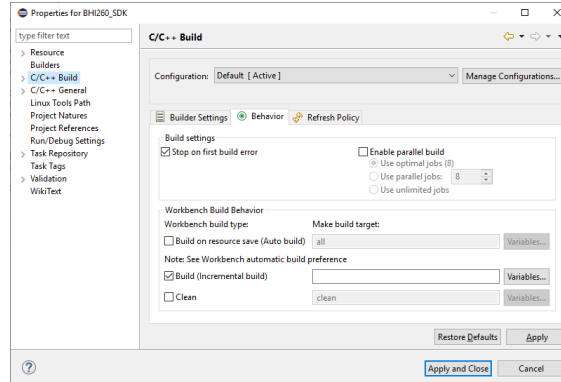 Properties for BHI260_SDK
type filter text
Resource
Builders
C/C++ Build
C/C++ General
Linux Tools Path
Project Natures
Project References
Run/Debug Settings
Task Repository
Task Tags
Validation
WikiText
C/C++ Build
Configuration: Default [ Active ] Manage Configurations...
Builder Settings Behavior Refresh Policy
Build settings
Stop on first build error Enable parallel build
Use optimal jobs (8)
Use parallel jobs: 8
Use unlimited jobs
Workbench Build Behavior
Workbench build type: Make build target:
Build on resource save (Auto build) all Variables...
Note: See Workbench automatic build preference
Build (Incremental build) Variables...
Clean clean Variables...
Restore Defaults Apply
? Apply and Close Cancel